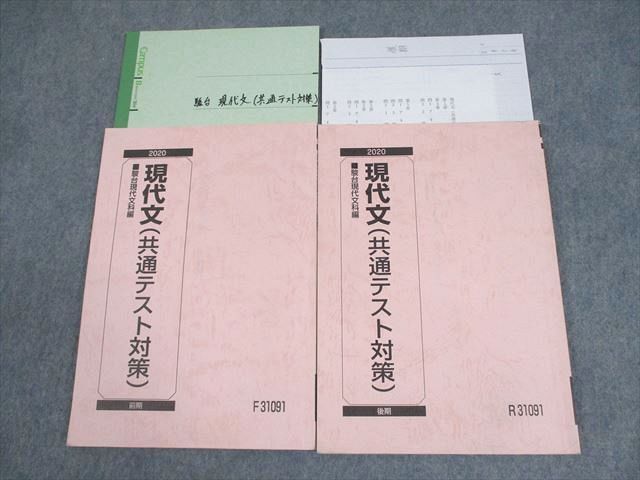 Campus
駿台 現代文(共通テスト対策)
2020
現代文(共通テスト対策)
■駿台現代文科編
前期
F31091
2020
現代文(共通テスト対策)
■駿台現代文科編
後期
R31091